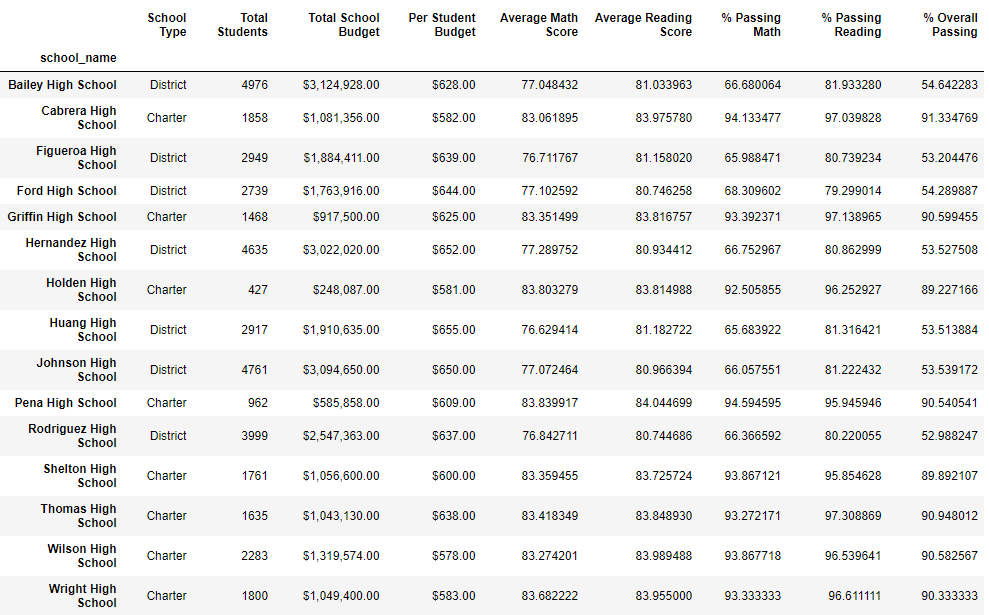 School Type Total Students Total School Budget Per Student Budget Average Math Score Average Reading Score % Passing Math % Passing Reading % Overall Passing
school_name
Bailey High School District 4976 $3,124,928.00 $628.00 77.048432 81.033963 66.680064 81.933280 54.642283
Cabrera High School Charter 1858 $1,081,356.00 $582.00 83.061895 83.975780 94.133477 97.039828 91.334769
Figueroa High School District 2949 $1,884,411.00 $639.00 76.711767 81.158020 65.988471 80.739234 53.204476
Ford High School District 2739 $1,763,916.00 $644.00 77.102592 80.746258 68.309602 79.299014 54.289887
Griffin High School Charter 1468 $917,500.00 $625.00 83.351499 83.816757 93.392371 97.138965 90.599455
Hernandez High School District 4635 $3,022,020.00 $652.00 77.289752 80.934412 66.752967 80.862999 53.527508
Holden High School Charter 427 $248,087.00 $581.00 83.803279 83.814988 92.505855 96.252927 89.227166
Huang High School District 2917 $1,910,635.00 $655.00 76.629414 81.182722 65.683922 81.316421 53.513884
Johnson High School District 4761 $3,094,650.00 $650.00 77.072464 80.966394 66.057551 81.222432 53.539172
Pena High School Charter 962 $585,858.00 $609.00 83.839917 84.044699 94.594595 95.945946 90.540541
Rodriguez High School District 3999 $2,547,363.00 $637.00 76.842711 80.744686 66.366592 80.220055 52.988247
Shelton High School Charter 1761 $1,056,600.00 $600.00 83.359455 83.725724 93.867121 95.854628 89.892107
Thomas High School Charter 1635 $1,043,130.00 $638.00 83.418349 83.848930 93.272171 97.308869 90.948012
Wilson High School Charter 2283 $1,319,574.00 $578.00 83.274201 83.989488 93.867718 96.539641 90.582567
Wright High School Charter 1800 $1,049,400.00 $583.00 83.682222 83.955000 93.333333 96.611111 90.333333